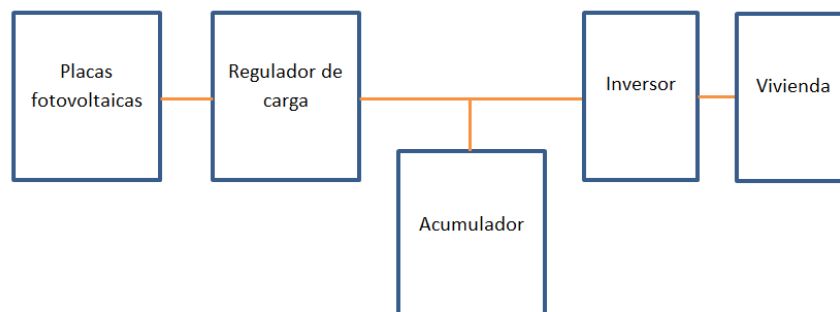 Placas
fotovoltaicas
Regulador de
carga
Inversor
Vivienda
Acumulador